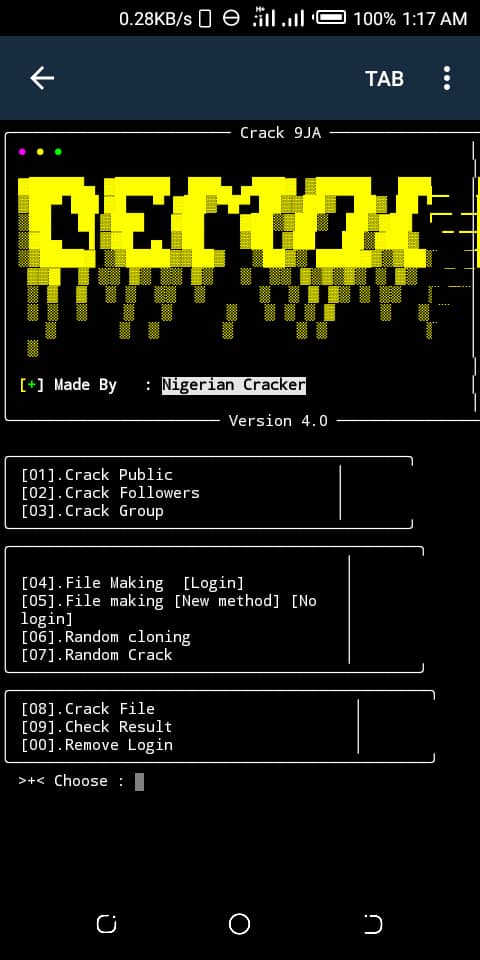 0.28KB/s 100% 1:17 AM
TAB
Crack 9JA
[+] Made By : Nigerian Cracker
Version 4.0
[01].Crack Public
[02].Crack Followers
[03].Crack Group
[04].File Making [Login]
[05].File making [New method] [No
login]
[06].Random cloning
[07].Random Crack
[08].Crack File
[09].Check Result
[00].Remove Login
>+< Choose :